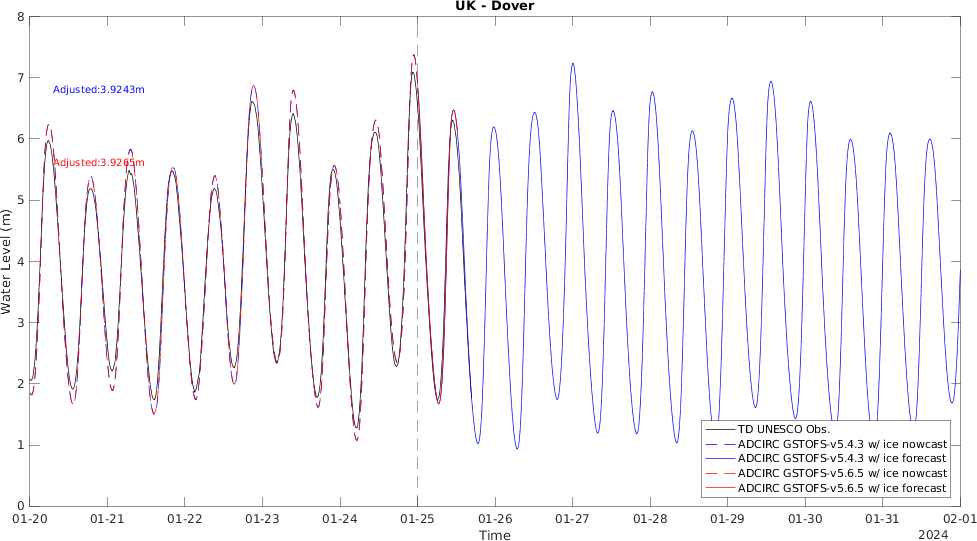 UK - Dover
8
7
6
5
4
3
2
1
0
Water Level (m)
Adjusted:3.9243m
Adjusted:3.9265m
TD UNESCO Obs.
ADCIRC GSTOFS-v5.4.3 w/ ice nowcast
ADCIRC GSTOFS-v5.4.3 w/ ice forecast
ADCIRC GSTOFS-v5.6.5 w/ ice nowcast
ADCIRC GSTOFS-v5.6.5 w/ ice forecast
01-20 01-21 01-22 01-23 01-24 01-25 01-26 01-27 01-28 01-29 01-30 01-31 02-01
Time
2024